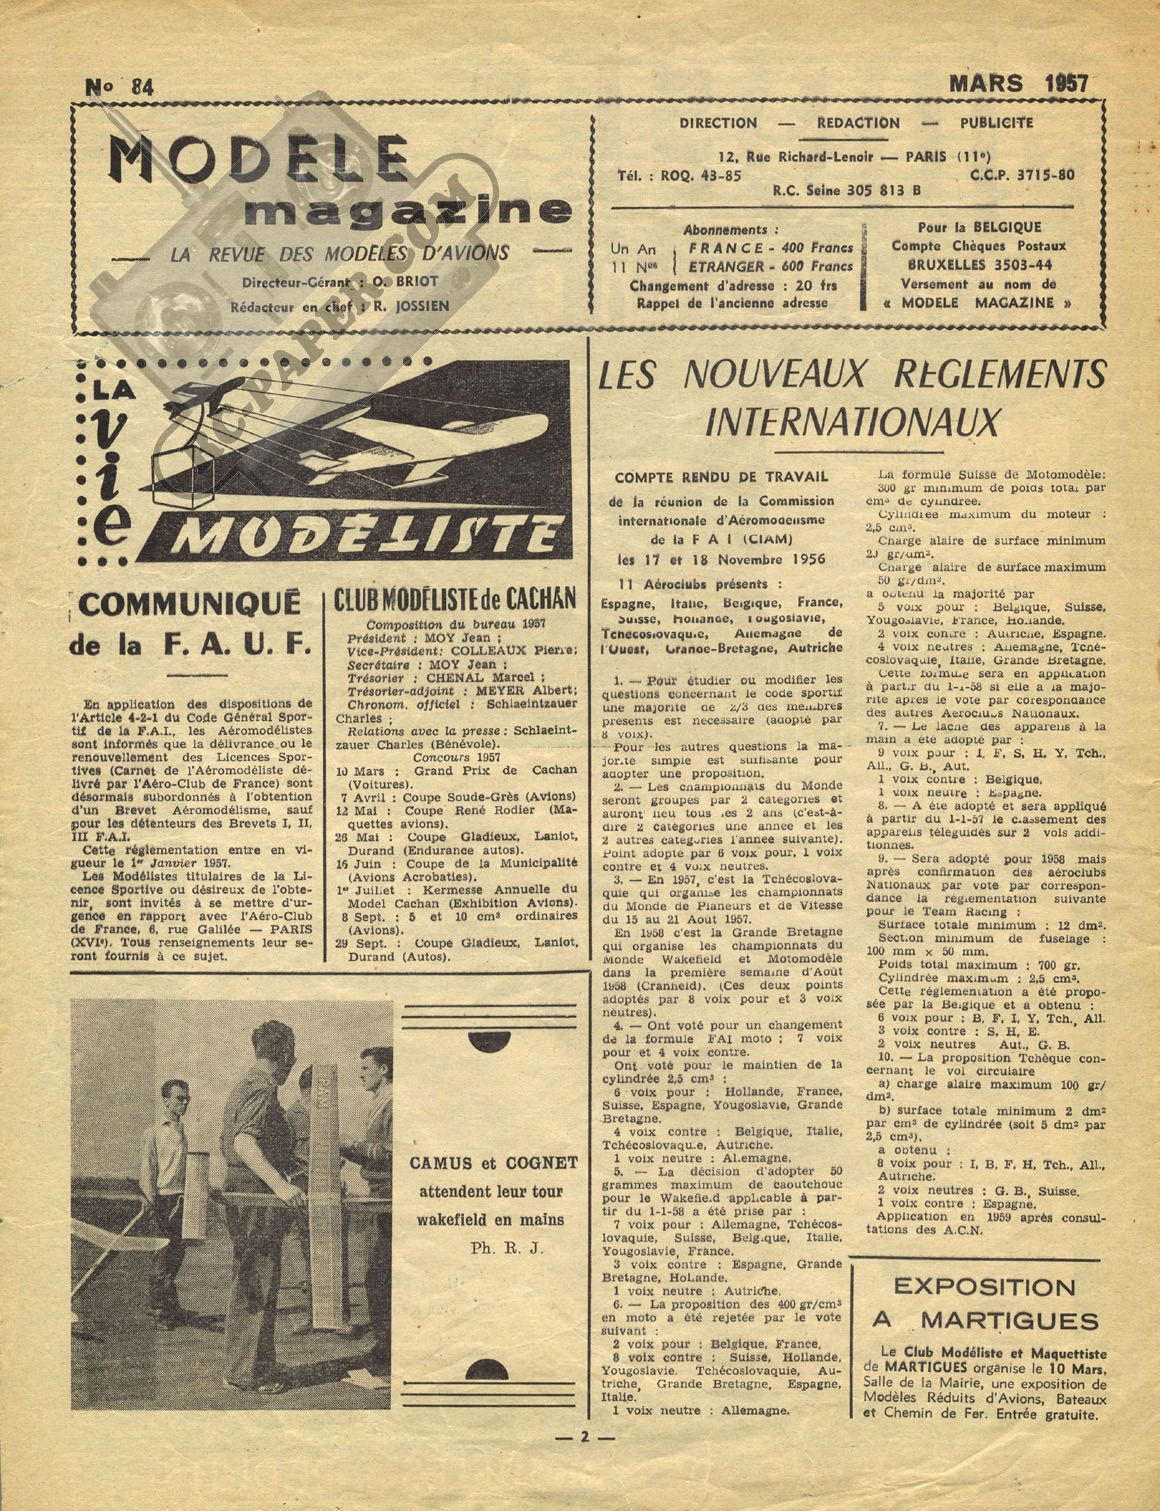 No 84
MARS 1957
MODELE
magazine
LA REVUE DES MODELES D'AVIONS
Directeur-Gérant : O. BRIOT
Rédacteur en chef : R. JOSSIEN
DIRECTION — REDACTION — PUBLICITE
12, Rue Richard-Lenoir — PARIS (11e)
Tél. : ROQ. 43-85 C.C.P. 3715-80
R.C. Seine 305 813 B
Abonnements :
Un An FRANCE - 400 Francs
11 Nos ETRANGER - 600 Francs
Changement d'adresse : 20 frs
Rappel de l'ancienne adresse
Pour la BELGIQUE
Compte Chèques Postaux
BRUXELLES 3503-44
Versement au nom de
« MODELE MAGAZINE »
RCPAPER.COM
LA
vie
MODÉLISTE
COMMUNIQUÉ
de la F. A. U. F.
En application des dispositions de
l'Article 4-2-1 du Code Général Spor-
tif de la F.A.I., les Aéromodélistes
sont informés que la délivrance ou le
renouvellement des Licences Spor-
tives (Carnet de l'Aéromodéliste dé-
livré par l'Aéro-Club de France) sont
désormais subordonnés à l'obtention
d'un Brevet Aéromodélisme, sauf
pour les détenteurs des Brevets I, II,
III F.A.I.
Cette réglémentation entre en vi-
gueur le 1er Janvier 1957.
Les Modélistes titulaires de la Li-
cence Sportive ou désireux de l'obte-
nir, sont invités à se mettre d'ur-
gence en rapport avec l'Aéro-Club
de France, 6, rue Galilée — PARIS
(XVIe). Tous renseignements leur se-
ront fournis à ce sujet.
CLUB MODÉLISTE de CACHAN
Composition du bureau 1957
Président : MOY Jean ;
Vice-Président: COLLEAUX Pierre;
Secrétaire : MOY Jean ;
Trésorier : CHENAL Marcel ;
Trésorier-adjoint : MEYER Albert;
Chronom. officiel : Schlaeintzauer
Charles ;
Relations avec la presse : Schlaeint-
zauer Charles (Bénévole).
Concours 1957
10 Mars : Grand Prix de Cachan
(Voitures).
7 Avril : Coupe Soude-Grès (Avions)
12 Mai : Coupe René Rodier (Ma-
quettes avions).
26 Mai : Coupe Gladieux, Laniot,
Durand (Endurance autos).
16 Juin : Coupe de la Municipalité
(Avions Acrobaties).
1er Juillet : Kermesse Annuelle du
Model Cachan (Exhibition Avions).
8 Sept. : 5 et 10 cm3 ordinaires
(Avions).
29 Sept. : Coupe Gladieux, Laniot,
Durand (Autos).
CAMUS et COGNET
attendent leur tour
wakefield en mains
Ph. R. J.
LES NOUVEAUX REGLEMENTS
INTERNATIONAUX
COMPTE RENDU DE TRAVAIL
de la réunion de la Commission
internationale d'Aéromodelisme
de la F A I (CIAM)
les 17 et 18 Novembre 1956
11 Aéroclubs présents :
Espagne, Italie, Belgique, France,
Suisse, Hollande, Yougoslavie,
Tchécoslovaquie, Allemagne de
l'Ouest, Grande-Bretagne, Autriche
1. — Pour étudier ou modifier les
questions concernant le code sportif
une majorite de 2/3 des membres
présents est nécessaire (adopté par
8 voix).
Pour les autres questions la ma-
jorité simple est suffisante pour
adopter une proposition.
2. — Les championnats du Monde
seront groupes par 2 categories et
auront lieu tous les 2 ans (c'est-à-
dire 2 catégories une annee et les
2 autres catégories l'année suivante).
Point adopté par 6 voix pour, 1 voix
contre et 4 voix neutres.
3. — En 1957, c'est la Tchécoslova-
quie qui organise les championnats
du Monde de Planeurs et de Vitesse
du 15 au 21 Août 1957.
En 1958 c'est la Grande Bretagne
qui organise les championnats du
Monde Wakefield et Motomodèle
dans la première semaine d'Août
1958 (Cranfield). (Ces deux points
adoptés par 8 voix pour et 3 voix
neutres).
4. — Ont voté pour un changement
de la formule FAI moto ; 7 voix
pour et 4 voix contre.
Ont voté pour le maintien de la
cylindrée 2,5 cm3 :
6 voix pour : Hollande, France,
Suisse, Espagne, Yougoslavie, Grande
Bretagne.
4 voix contre : Belgique, Italie,
Tchécoslovaquie, Autriche.
1 voix neutre : Allemagne.
5. — La décision d'adopter 50
grammes maximum de caoutchouc
pour le Wakefield applicable à par-
tir du 1-1-58 a été prise par :
7 voix pour : Allemagne, Tchécos-
lovaquie, Suisse, Belgique, Italie,
Yougoslavie, France.
3 voix contre : Espagne, Grande
Bretagne, Hollande.
1 voix neutre : Autriche.
6. — La proposition des 400 gr/cm3
en moto a été rejetée par le vote
suivant :
2 voix pour : Belgique, France.
8 voix contre : Suisse, Hollande,
Yougoslavie. Tchécoslovaquie, Au-
triche, Grande Bretagne, Espagne,
Italie.
1 voix neutre : Allemagne.
La formule Suisse de Motomodèle:
300 gr minimum de poids total par
cm3 de cylindrée.
Cylindrée maximum du moteur :
2,5 cm3.
Charge alaire de surface minimum
20 gr/dm2.
Charge alaire de surface maximum
50 gr/dm2.
a obtenu la majorité par
5 voix pour : Belgique, Suisse,
Yougoslavie, France, Hollande.
2 voix contre : Autriche, Espagne.
4 voix neutres : Allemagne, Tché-
coslovaquie, Italie, Grande Bretagne.
Cette formule sera en application
à partir du 1-1-58 si elle a la majo-
rité après le vote par corespondance
des autres Aéroclubs Nationaux.
7. — Le lacne des appareils à la
main a été adopté par :
9 voix pour : I, F, S, H, Y, Tch.,
All., G. B., Aut.
1 voix contre : Belgique,
1 voix neutre : Espagne.
8. — A été adopté et sera appliqué
à partir du 1-1-57 le classement des
appareils téléguidés sur 2 vols addi-
tionnes.
9. — Sera adopté pour 1958 mais
après confirmation des aéroclubs
Nationaux par vote par correspon-
dance la réglementation suivante
pour le Team Racing :
Surface totale minimum : 12 dm2.
Section minimum de fuselage :
100 mm x 50 mm.
Poids total maximum : 700 gr.
Cylindrée maximum : 2,5 cm3.
Cette réglementation a été propo-
sée par la Belgique et a obtenu :
6 voix pour : B, F, I, Y, Tch., All.
3 voix contre : S, H, E.
2 voix neutres Aut., G. B.
10. — La proposition Tchèque con-
cernant le vol circulaire
a) charge alaire maximum 100 gr/
dm2.
b) surface totale minimum 2 dm2
par cm3 de cylindrée (soit 5 dm2 par
2,5 cm3).
a obtenu :
8 voix pour : I, B, F, H, Tch., All.,
Autriche.
2 voix neutres : G. B., Suisse.
1 voix contre : Espagne.
Application en 1959 après consul-
tations des A.C.N.
EXPOSITION
A MARTIGUES
Le Club Modéliste et Maquettiste
de MARTIGUES organise le 10 Mars,
Salle de la Mairie, une exposition de
Modèles Réduits d'Avions, Bateaux
et Chemin de Fer. Entrée gratuite.
— 2 —